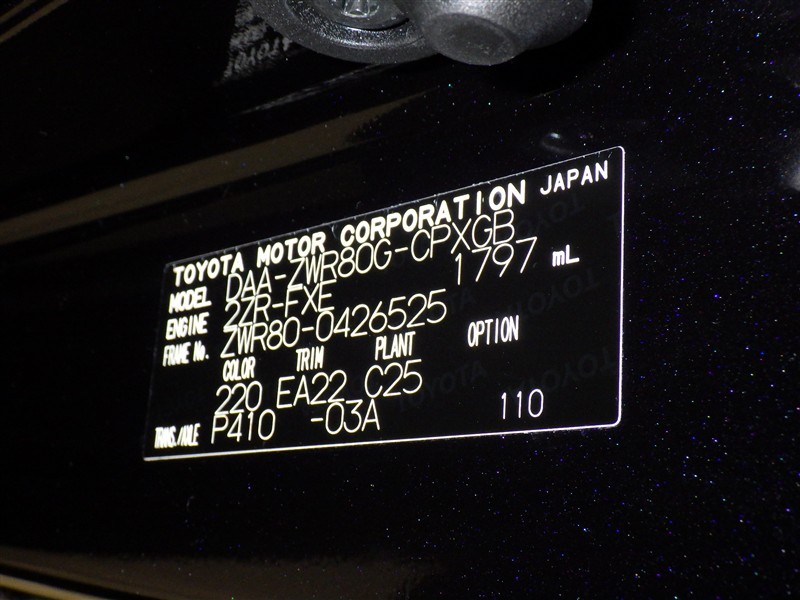 TOYOTA MOTOR CORPORATION JAPAN
MODEL DAA-ZWR80G-CPXGB
ENGINE 2ZR-FXE 1797 mL
FRAME No. ZWR80-0426525
COLOR TRIM PLANT OPTION
220 EA22 C25
TRANS./AXLE P410 -03A 110